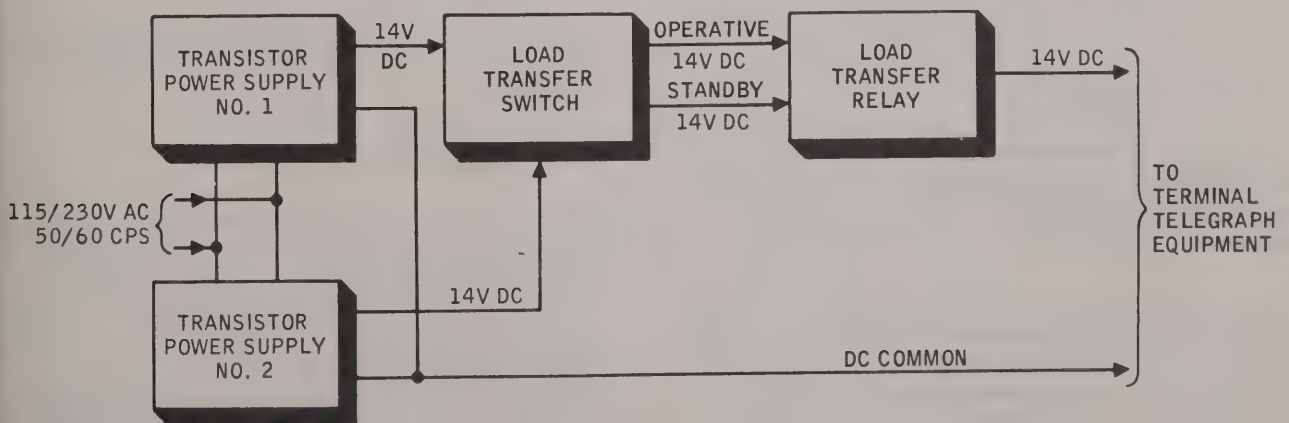 TRANSISTOR
POWER SUPPLY
NO. 1
14V
DC
LOAD
TRANSFER
SWITCH
OPERATIVE
14V DC
STANDBY
14V DC
LOAD
TRANSFER
RELAY
14V DC
115/230V AC
50/60 CPS
TO
TERMINAL
TELEGRAPH
EQUIPMENT
TRANSISTOR
POWER SUPPLY
NO. 2
14V DC
DC COMMON